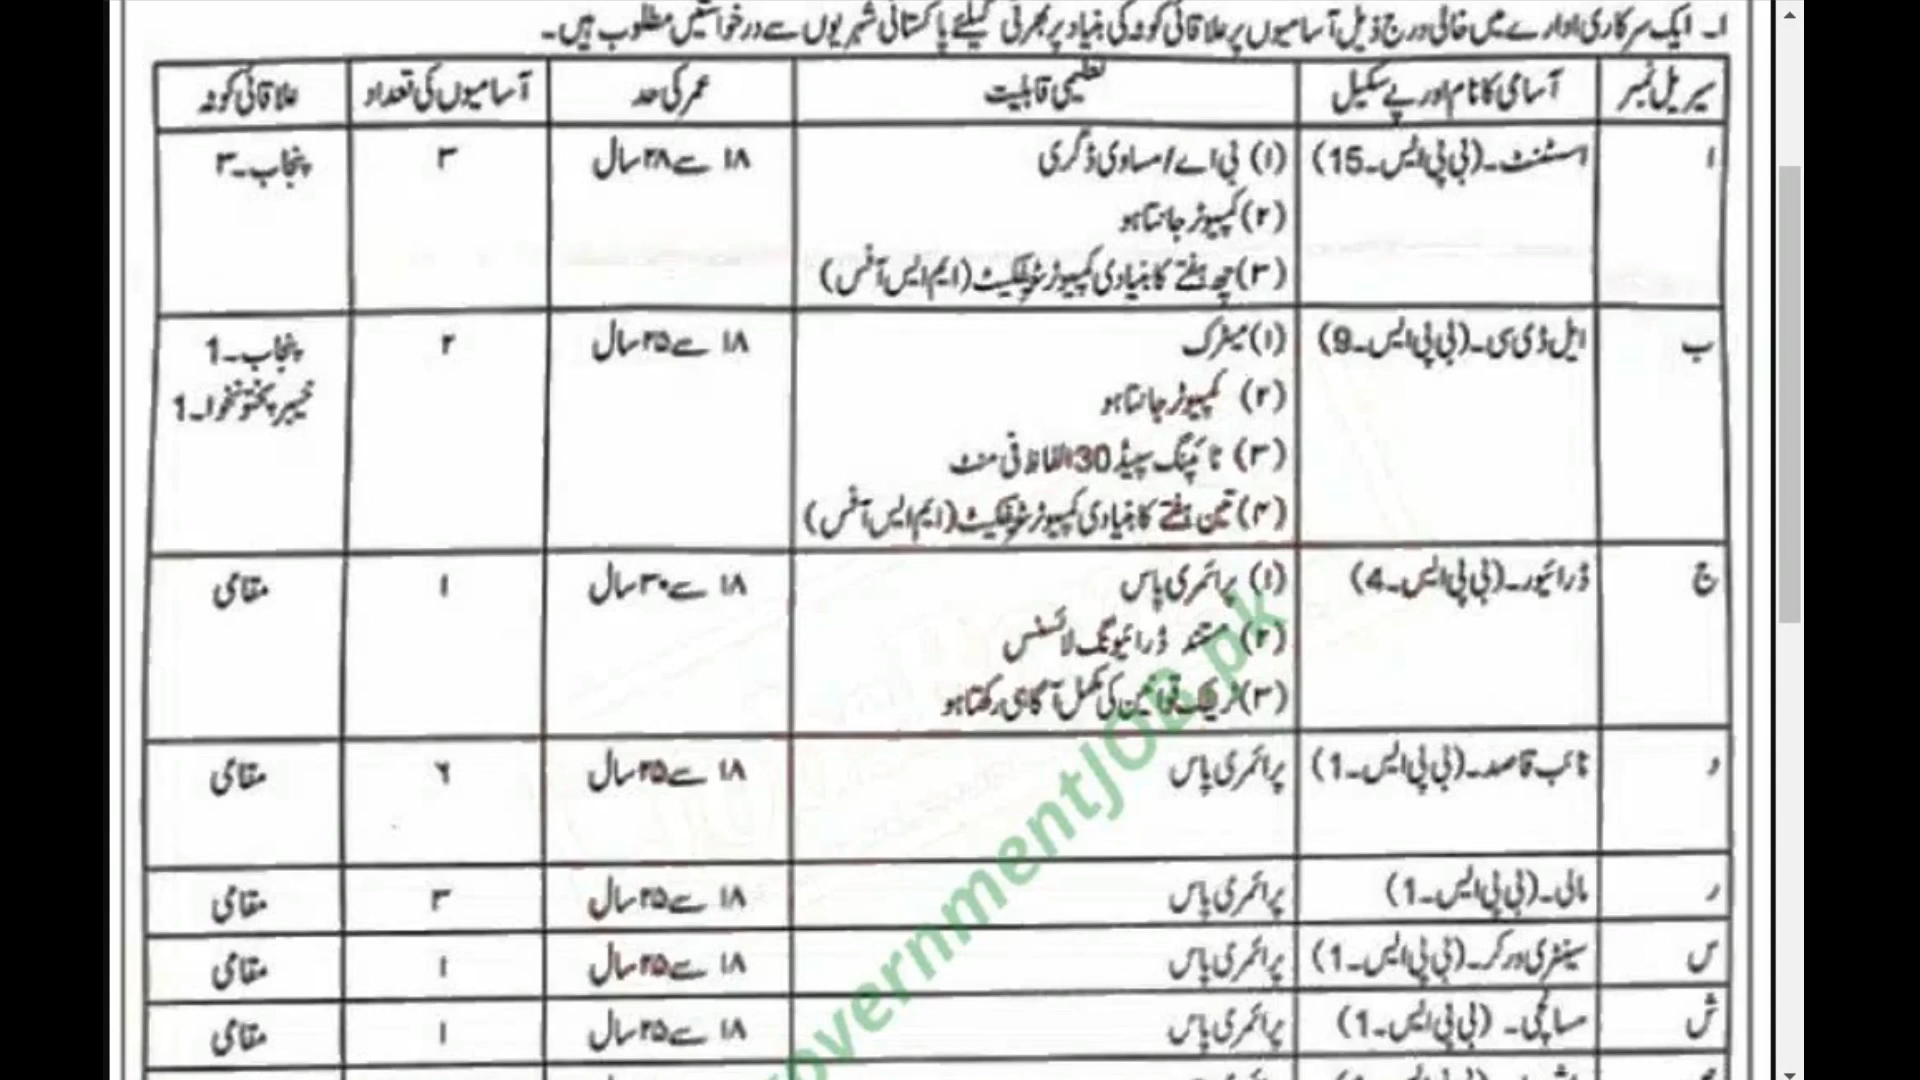 ۱۔ ایک سرکاری ادارے میں خالی درج ذیل آسامیوں پر علاقائی کوٹہ کی بنیاد پر بھرتی کیلئے پاکستانی شہریوں سے درخواستیں مطلوب ہیں۔
سیریل نمبر آسامی کا نام اور پے سکیل تعلیمی قابلیت عمر کی حد آسامیوں کی تعداد علاقائی کوٹہ
ا اسسٹنٹ۔(بی پی ایس۔15) (۱) بی اے/مساوی ڈگری ۱۸ سے ۲۸ سال ۳ پنجاب۔۳
(۲) کمپیوٹر جانتا ہو
(۳) چھ ہفتے کا بنیادی کمپیوٹر سرٹیفکیٹ (ایم ایس آفس)
ب ایل ڈی سی۔(بی پی ایس۔9) (۱) میٹرک ۱۸ سے ۲۵ سال ۲ پنجاب۔1
(۲) کمپیوٹر جانتا ہو خیبر پختونخوا۔1
(۳) ٹائپنگ سپیڈ 30 الفاظ فی منٹ
(۴) تین ہفتے کا بنیادی کمپیوٹر سرٹیفکیٹ (ایم ایس آفس)
ج ڈرائیور۔(بی پی ایس۔4) (۱) پرائمری پاس ۱۸ سے ۳۰ سال ۱ مقامی
(۲) مستند ڈرائیونگ لائسنس
(۳) ٹریفک قوانین کی مکمل آگاہی رکھتا ہو
د نائب قاصد۔(بی پی ایس۔1) پرائمری پاس ۱۸ سے ۲۵ سال ۶ مقامی
ر مالی۔(بی پی ایس۔1) پرائمری پاس ۱۸ سے ۲۵ سال ۳ مقامی
س سینٹری ورکر۔(بی پی ایس۔1) پرائمری پاس ۱۸ سے ۲۵ سال ۱ مقامی
ش مسالچی۔ (بی پی ایس۔1) پرائمری پاس ۱۸ سے ۲۵ سال ۱ مقامی
overnmentJOB.pk